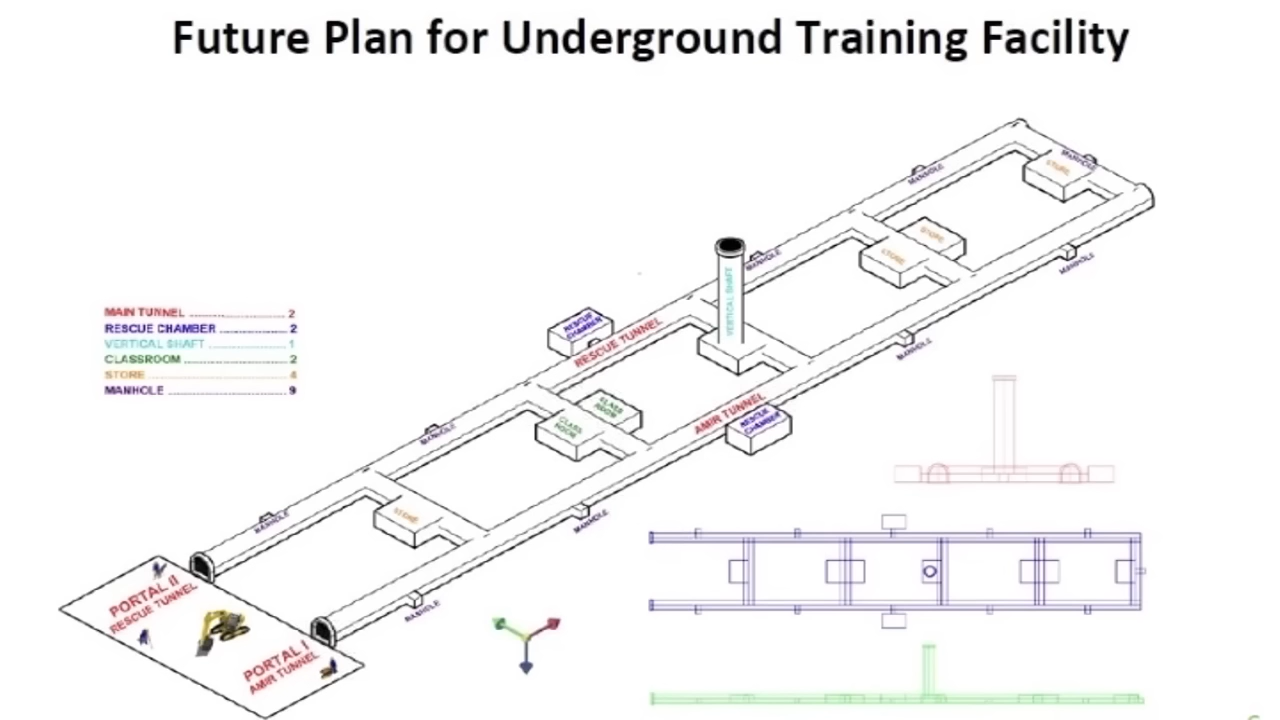 Future Plan for Underground Training Facility
MANHOLE
STORE
MANHOLE
STORE
STORE
MANHOLE
MANHOLE
VERTICAL SHAFT
RESCUE
CHAMBER
RESCUE TUNNEL
MAIN TUNNEL ............ 2
RESCUE CHAMBER ............ 2
VERTICAL SHAFT ............ 1
CLASSROOM ............ 2
STORE ............ 4
MANHOLE ............ 9
MANHOLE
AMIR TUNNEL
RESCUE
CHAMBER
CLASS
ROOM
CLASS
ROOM
MANHOLE
STORE
MANHOLE
MANHOLE
MANHOLE
PORTAL II
RESCUE TUNNEL
PORTAL I
AMIR TUNNEL